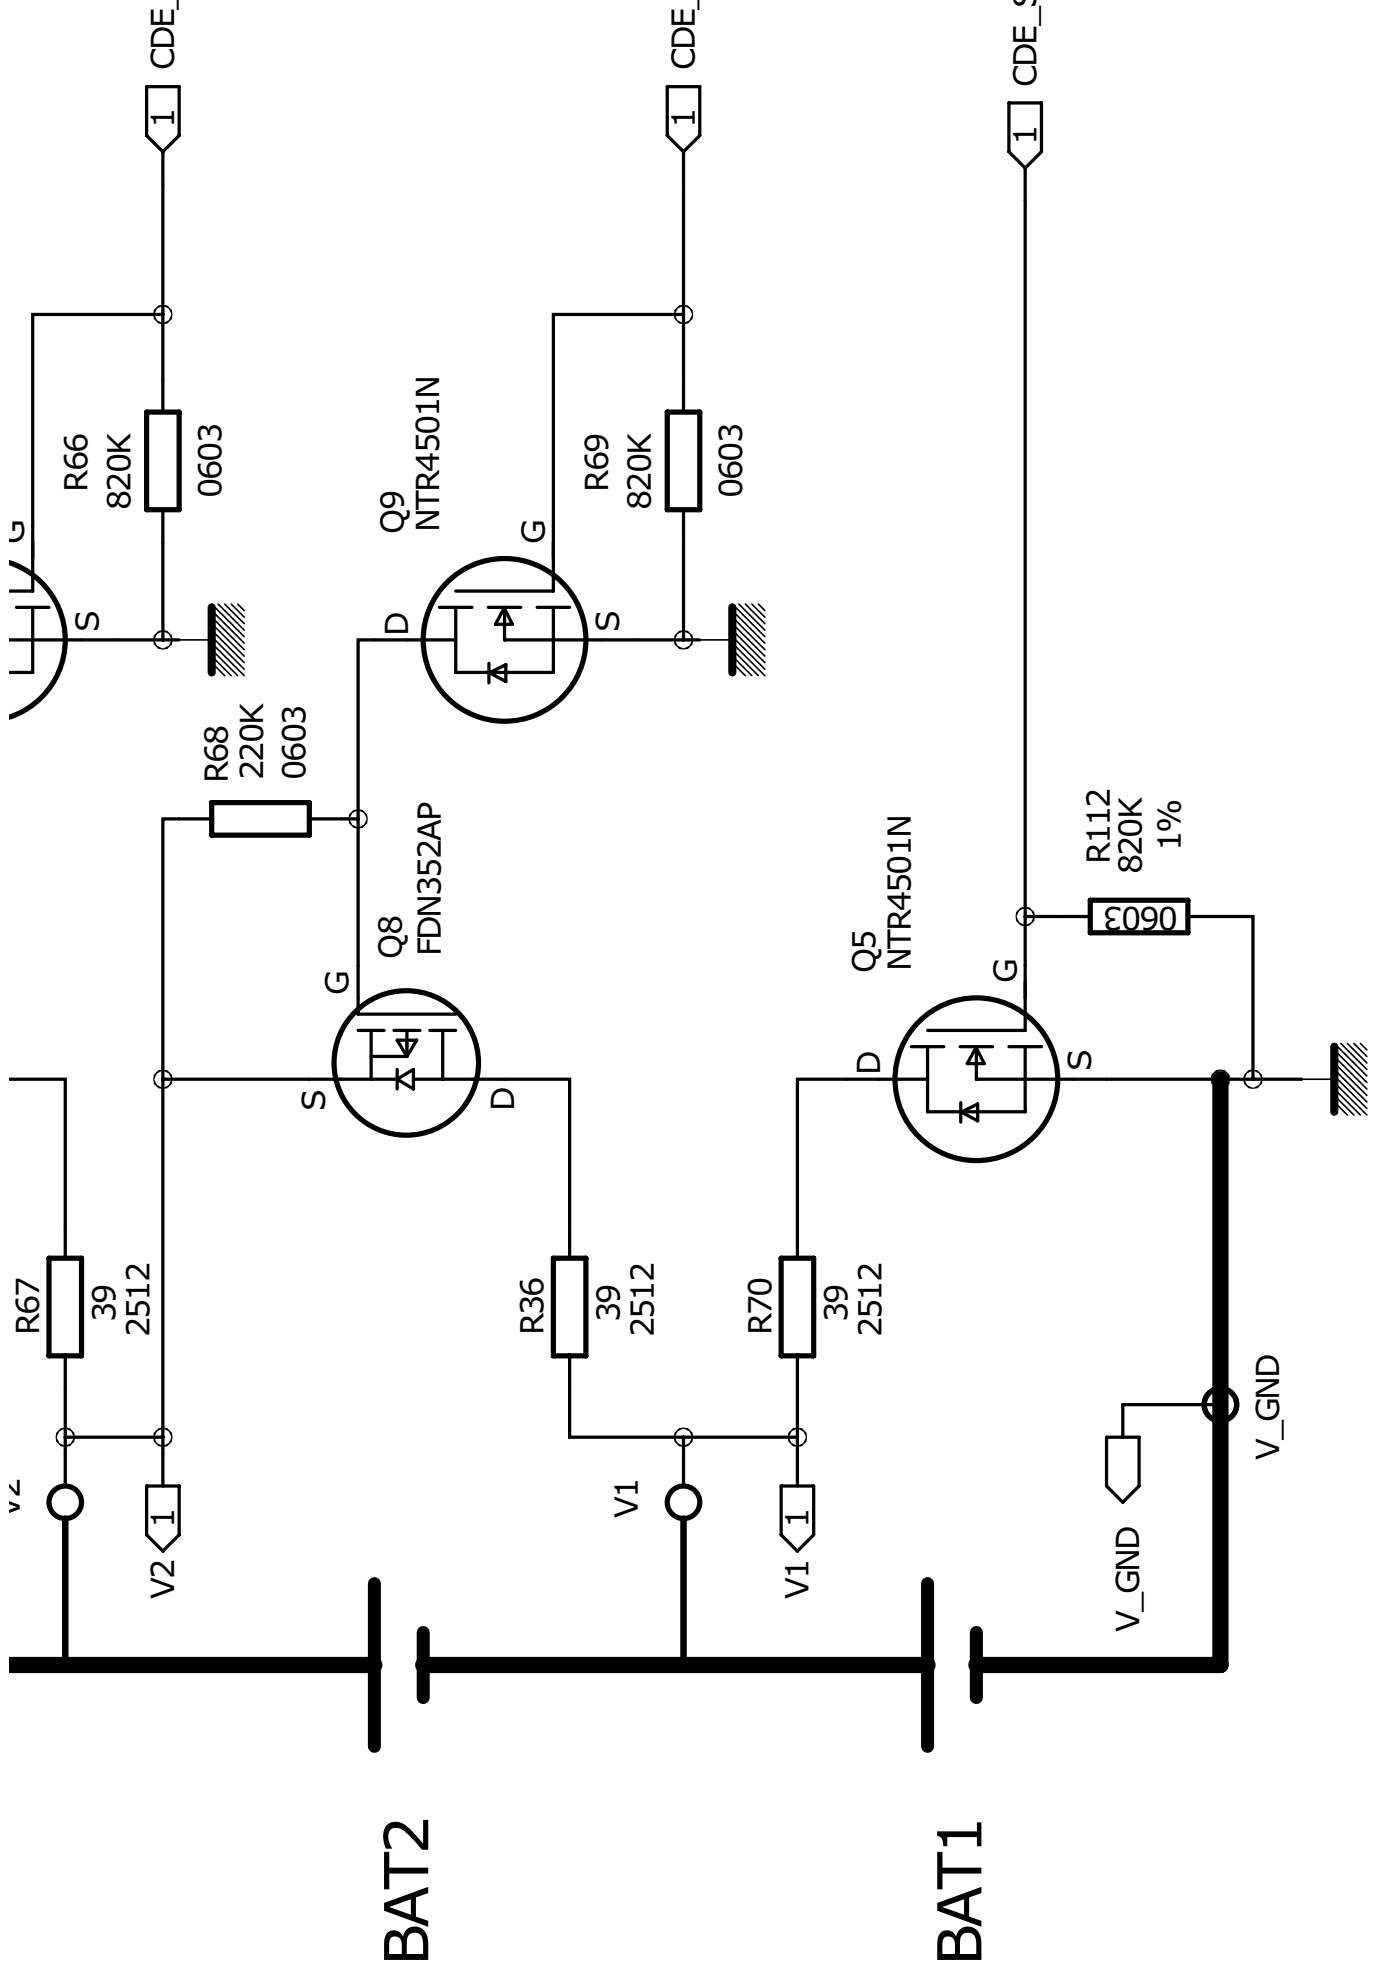 CDE_
1
R66
820K
0603
G
S
R67
39
2512
V2
1
V2
R68
220K
0603
Q8
FDN352AP
G
S
D
Q9
NTR4501N
D
G
S
CDE_
1
R69
820K
0603
R36
39
2512
V1
V1
1
R70
39
2512
Q5
NTR4501N
D
G
S
CDE_S
1
R112
820K
1%
0603
V_GND
V_GND
BAT2
BAT1